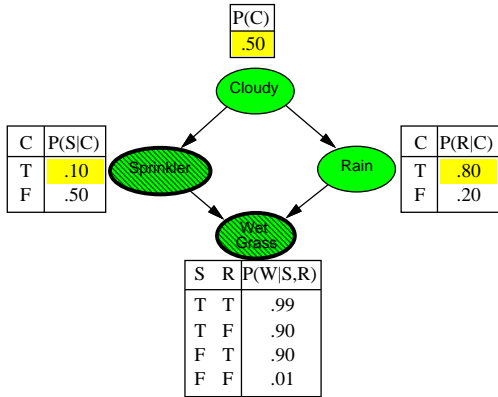 P(C)
.50
Cloudy
C P(S|C)
T .10
F .50
Sprinkler
Rain
C P(R|C)
T .80
F .20
Wet
Grass
S R P(W|S,R)
T T .99
T F .90
F T .90
F F .01